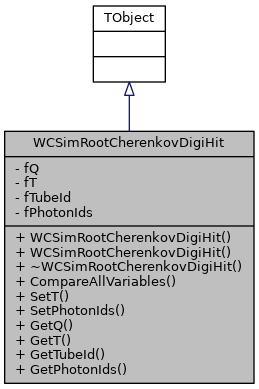 TObject
WCSimRootCherenkovDigiHit
- fQ
- fT
- fTubeId
- fPhotonIds
+ WCSimRootCherenkovDigiHit()
+ WCSimRootCherenkovDigiHit()
+ ~WCSimRootCherenkovDigiHit()
+ CompareAllVariables()
+ SetT()
+ SetPhotonIds()
+ GetQ()
+ GetT()
+ GetTubeId()
+ GetPhotonIds()